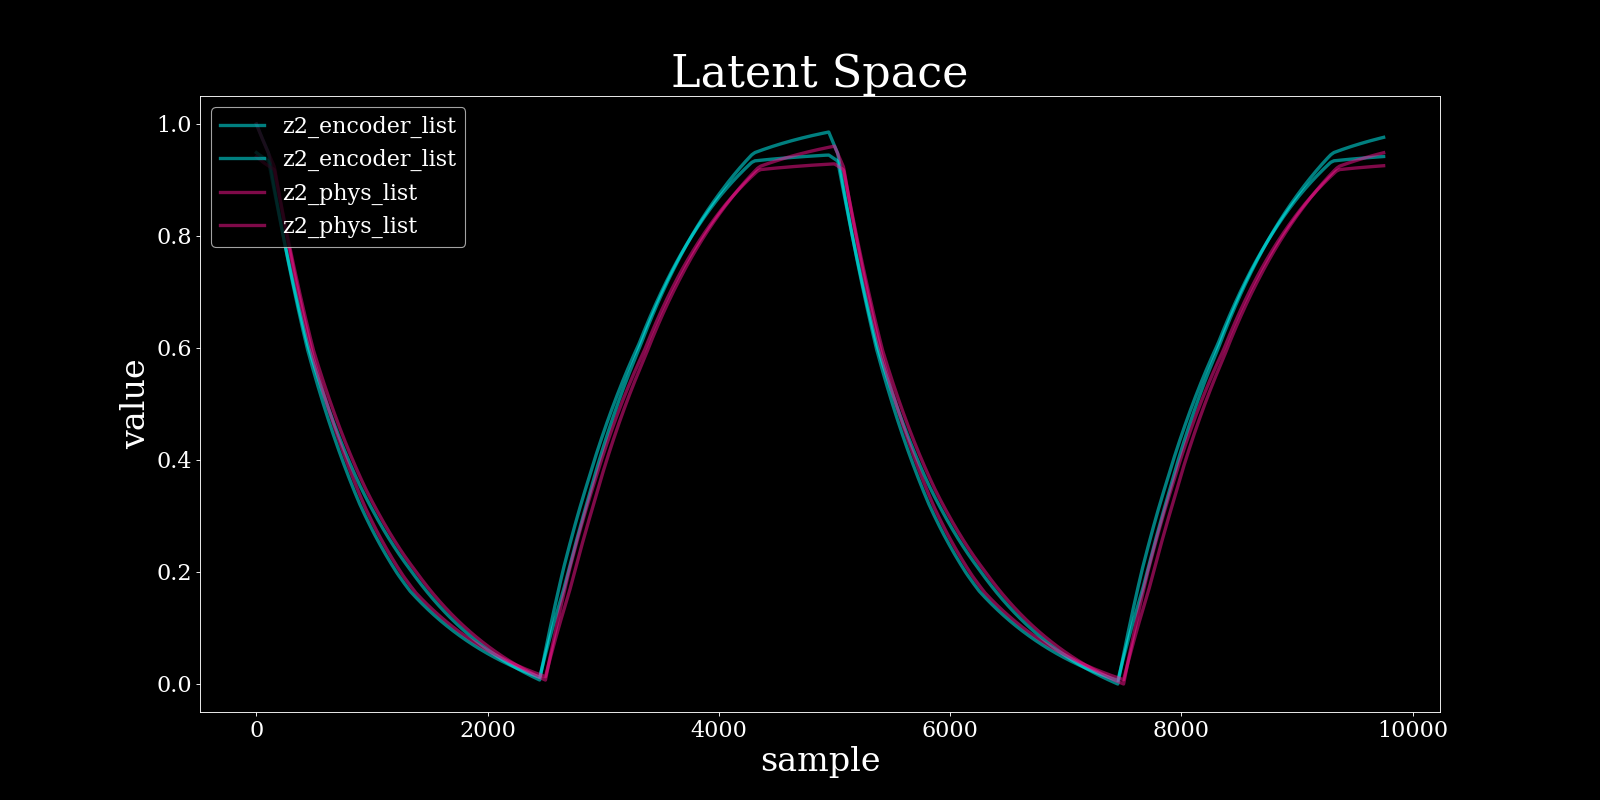 Latent Space
z2_encoder_list
z2_encoder_list
z2_phys_list
z2_phys_list
value
1.0
0.8
0.6
0.4
0.2
0.0
0 2000 4000 6000 8000 10000
sample